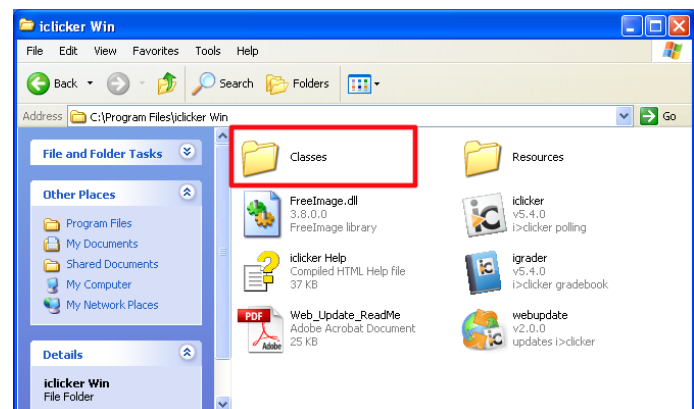 iclicker Win
File Edit View Favorites Tools Help
Back Search Folders
Address C:\Program Files\iclicker Win Go
File and Folder Tasks
Other Places
Program Files
My Documents
Shared Documents
My Computer
My Network Places
Details
iclicker Win
File Folder
Classes
Resources
FreeImage.dll
3.8.0.0
FreeImage library
iclicker
v5.4.0
i>clicker polling
iclicker Help
Compiled HTML Help file
37 KB
igrader
v5.4.0
i>clicker gradebook
PDF
Adobe
Web_Update_ReadMe
Adobe Acrobat Document
25 KB
webupdate
v2.0.0
updates i>clicker